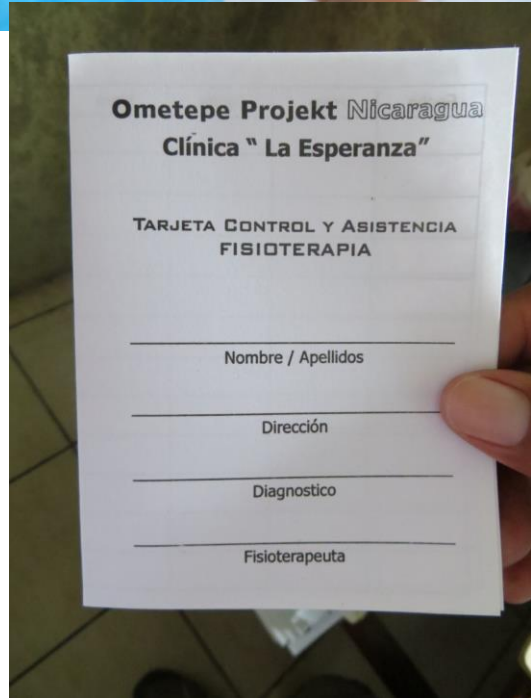 Ometepe Projekt Nicaragua
Clínica " La Esperanza"
TARJETA CONTROL Y ASISTENCIA
FISIOTERAPIA
Nombre / Apellidos
Dirección
Diagnostico
Fisioterapeuta